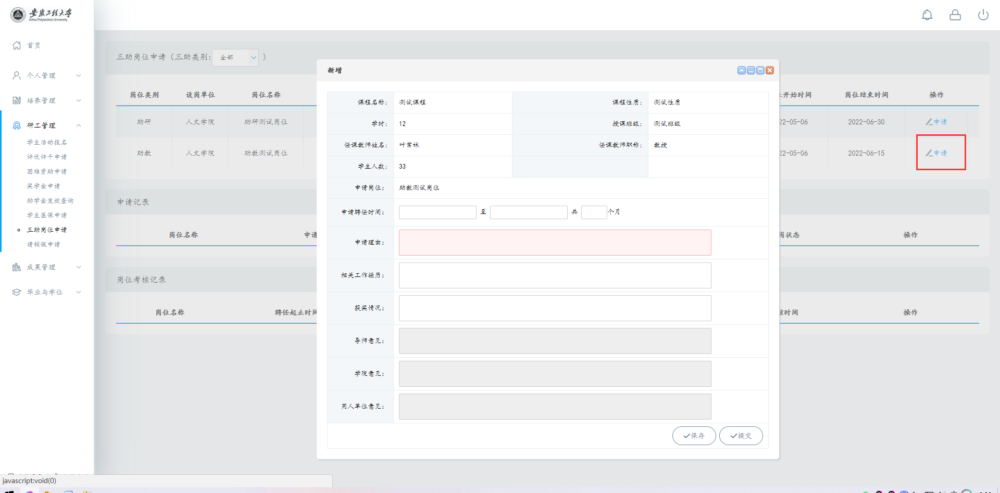 安徽工程大学
Anhui Polytechnic University
首页
个人管理
培养管理
研工管理
学生活动报名
评优评干申请
困难资助申请
奖学金申请
助学金发放查询
学生医保申请
三助岗位申请
请销假申请
成果管理
毕业与学位
三助岗位申请（三助类别: 全部 ）
岗位类别 设岗单位 岗位名称 开始时间 岗位结束时间 操作
助研 人文学院 助研测试岗位 22-05-06 2022-06-30 申请
助教 人文学院 助教测试岗位 22-05-06 2022-06-15 申请
申请记录
岗位名称 申请 岗状态 操作
岗位考核记录
岗位名称 聘任起止时间 时间 操作
新增
课程名称: 测试课程 课程性质: 测试性质
学时: 12 授课班级: 测试班级
任课教师姓名: 叶常林 任课教师职称: 教授
学生人数: 33
申请岗位: 助教测试岗位
申请聘任时间: 至 共 个月
申请理由:
相关工作经历:
获奖情况:
导师意见:
学院意见:
用人单位意见:
保存 提交
javascript:void(0)